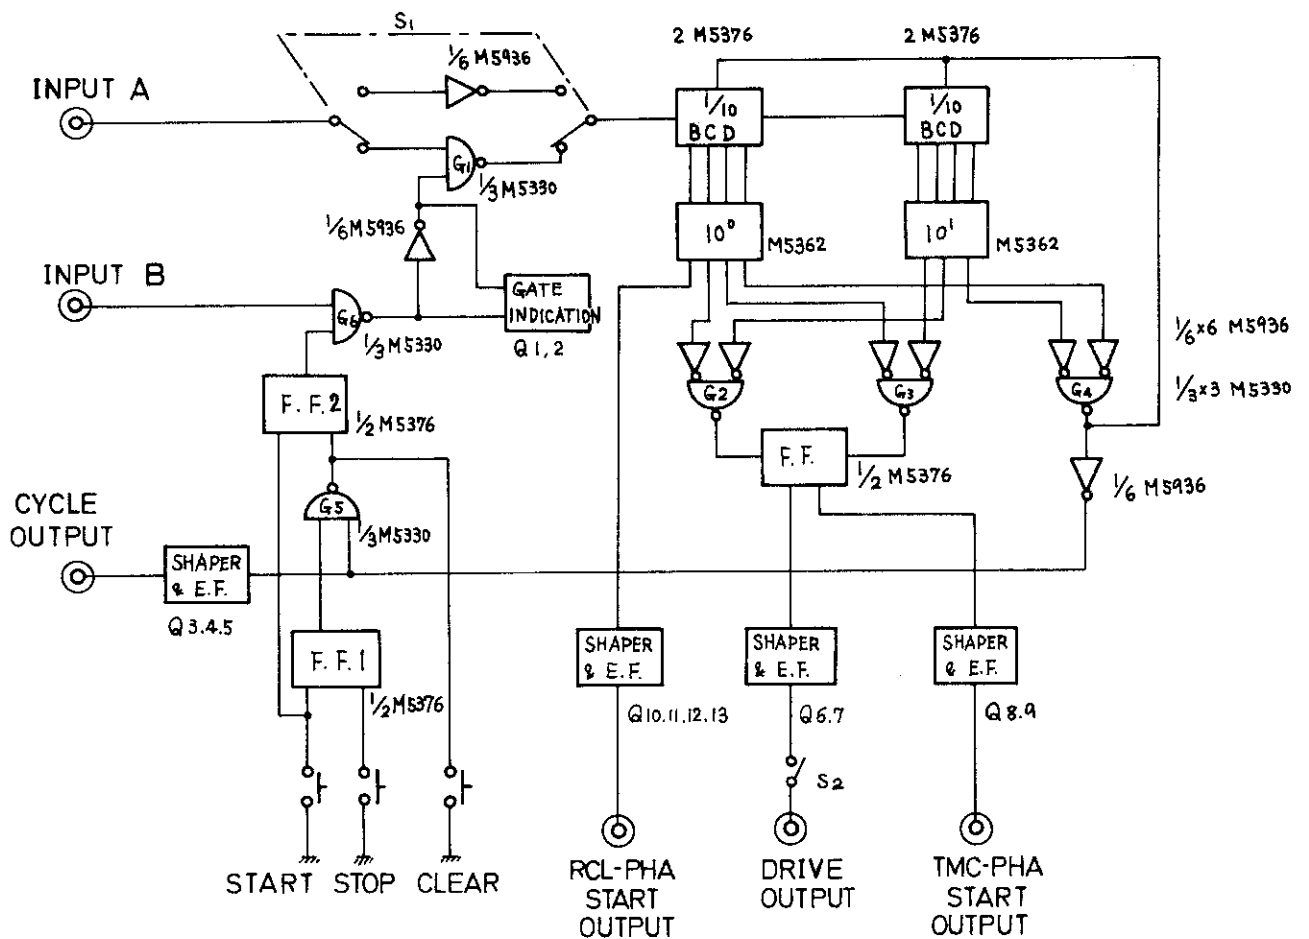 S1
1/6 M5936
2 M5376
2 M5376
INPUT A
1/10
BCD
1/10
BCD
G1
1/3 M5330
1/6 M5936
10⁰
M5362
10¹
M5362
INPUT B
G6
1/3 M5330
GATE
INDICATION
Q1,2
1/6×6 M5936
1/3×3 M5330
G2
G3
G4
F.F.2
1/2 M5376
F.F.
1/2 M5376
1/6 M5936
CYCLE
OUTPUT
G5
1/3 M5330
SHAPER
& E.F.
Q3.4.5
F.F.1
1/2 M5376
SHAPER
& E.F.
Q10.11,12,13
SHAPER
& E.F.
Q6.7
SHAPER
& E.F.
Q8.9
S2
START STOP CLEAR
RCL-PHA
START
OUTPUT
DRIVE
OUTPUT
TMC-PHA
START
OUTPUT